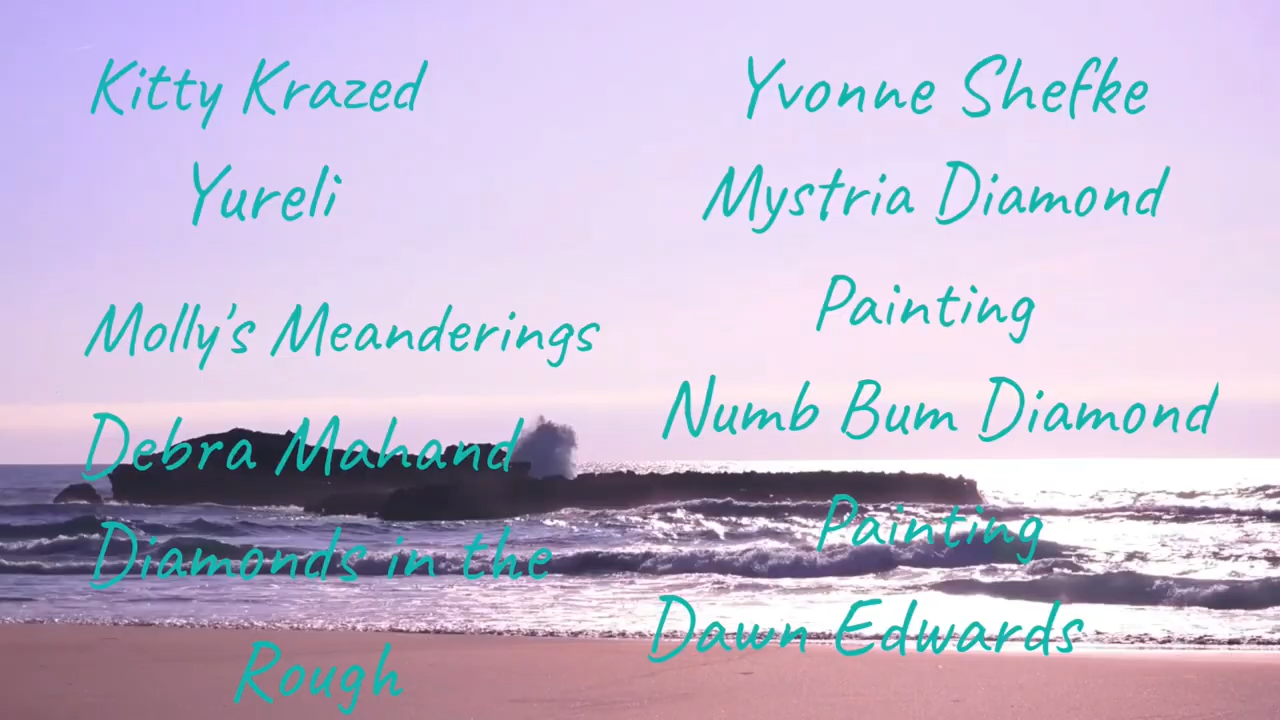 Kitty Krazed
Yureli
Molly's Meanderings
Debra Mahand
Diamonds in the
Rough
Yvonne Shefke
Mystria Diamond
Painting
Numb Bum Diamond
Painting
Dawn Edwards